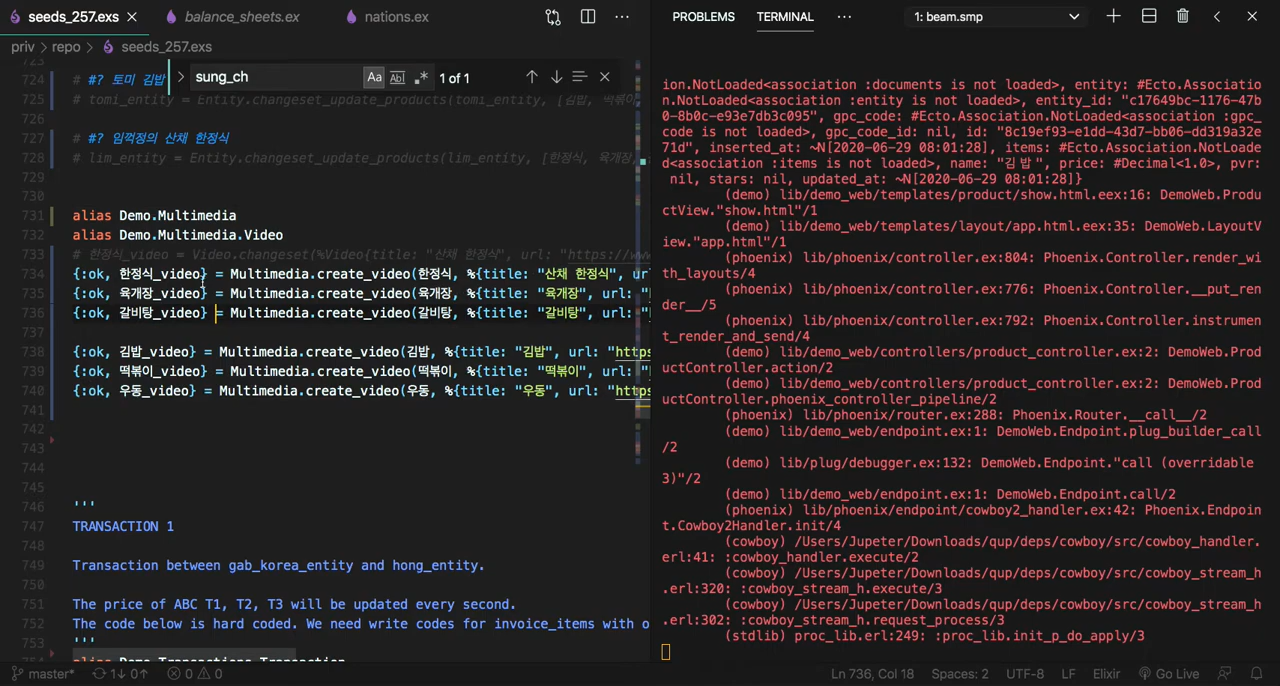 seeds_257.exs
balance_sheets.ex
nations.ex
priv > repo > seeds_257.exs
sung_ch
Aa Abl .* 1 of 1
724 # #? 토미 김밥
725 # tomi_entity = Entity.changeset_update_products(tomi_entity, [김밥, 떡볶이,
726
727 # #? 임꺽정의 산채 한정식
728 # lim_entity = Entity.changeset_update_products(lim_entity, [한정식, 육개장,
729
730
731 alias Demo.Multimedia
732 alias Demo.Multimedia.Video
733 # 한정식_video = Video.changeset(%Video{title: "산채 한정식", url: "https://ww
734 {:ok, 한정식_video} = Multimedia.create_video(한정식, %{title: "산채 한정식", url
735 {:ok, 육개장_video} = Multimedia.create_video(육개장, %{title: "육개장", url: "
736 {:ok, 갈비탕_video} = Multimedia.create_video(갈비탕, %{title: "갈비탕", url: "
737
738 {:ok, 김밥_video} = Multimedia.create_video(김밥, %{title: "김밥", url: "https
739 {:ok, 떡볶이_video} = Multimedia.create_video(떡볶이, %{title: "떡볶이", url: "
740 {:ok, 우동_video} = Multimedia.create_video(우동, %{title: "우동", url: "https
741
742
743
744
745
746 '''
747 TRANSACTION 1
748
749 Transaction between gab_korea_entity and hong_entity.
750
751 The price of ABC T1, T2, T3 will be updated every second.
752 The code below is hard coded. We need write codes for invoice_items with o
753 '''
alias Demo.Transactions.Transaction
PROBLEMS TERMINAL ··· 1: beam.smp
ion.NotLoaded<association :documents is not loaded>, entity: #Ecto.Associatio
n.NotLoaded<association :entity is not loaded>, entity_id: "c17649bc-1176-47b
0-8b0c-e93e7db3c095", gpc_code: #Ecto.Association.NotLoaded<association :gpc_
code is not loaded>, gpc_code_id: nil, id: "8c19ef93-e1dd-43d7-bb06-dd319a32e
71d", inserted_at: ~N[2020-06-29 08:01:28], items: #Ecto.Association.NotLoade
d<association :items is not loaded>, name: "김밥", price: #Decimal<1.0>, pvr:
nil, stars: nil, updated_at: ~N[2020-06-29 08:01:28]}
(demo) lib/demo_web/templates/product/show.html.eex:16: DemoWeb.Produ
ctView."show.html"/1
(demo) lib/demo_web/templates/layout/app.html.eex:35: DemoWeb.LayoutV
iew."app.html"/1
(phoenix) lib/phoenix/controller.ex:804: Phoenix.Controller.render_wi
th_layouts/4
(phoenix) lib/phoenix/controller.ex:776: Phoenix.Controller.__put_ren
der__/5
(phoenix) lib/phoenix/controller.ex:792: Phoenix.Controller.instrumen
t_render_and_send/4
(demo) lib/demo_web/controllers/product_controller.ex:2: DemoWeb.Prod
uctController.action/2
(demo) lib/demo_web/controllers/product_controller.ex:2: DemoWeb.Prod
uctController.phoenix_controller_pipeline/2
(phoenix) lib/phoenix/router.ex:288: Phoenix.Router.__call__/2
(demo) lib/demo_web/endpoint.ex:1: DemoWeb.Endpoint.plug_builder_call
/2
(demo) lib/plug/debugger.ex:132: DemoWeb.Endpoint."call (overridable
3)"/2
(demo) lib/demo_web/endpoint.ex:1: DemoWeb.Endpoint.call/2
(phoenix) lib/phoenix/endpoint/cowboy2_handler.ex:42: Phoenix.Endpoin
t.Cowboy2Handler.init/4
(cowboy) /Users/Jupeter/Downloads/qup/deps/cowboy/src/cowboy_handler.
erl:41: :cowboy_handler.execute/2
(cowboy) /Users/Jupeter/Downloads/qup/deps/cowboy/src/cowboy_stream_h
.erl:320: :cowboy_stream_h.execute/3
(cowboy) /Users/Jupeter/Downloads/qup/deps/cowboy/src/cowboy_stream_h
.erl:302: :cowboy_stream_h.request_process/3
(stdlib) proc_lib.erl:249: :proc_lib.init_p_do_apply/3
master* 1↓ 0↑ 0 0 Ln 736, Col 18 Spaces: 2 UTF-8 LF Elixir Go Live